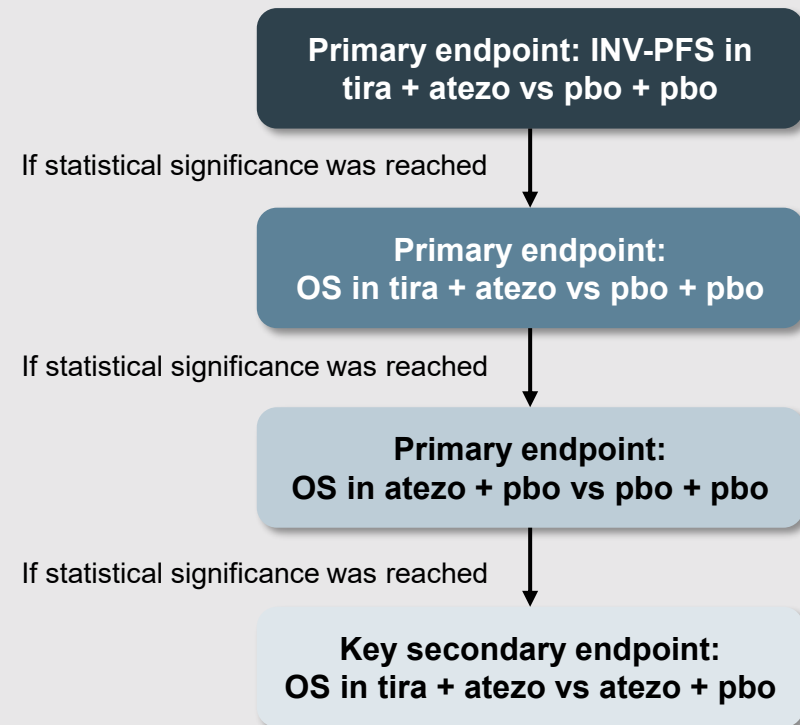 Primary endpoint: INV-PFS in
tira + atezo vs pbo + pbo
If statistical significance was reached
Primary endpoint:
OS in tira + atezo vs pbo + pbo
If statistical significance was reached
Primary endpoint:
OS in atezo + pbo vs pbo + pbo
If statistical significance was reached
Key secondary endpoint:
OS in tira + atezo vs atezo + pbo